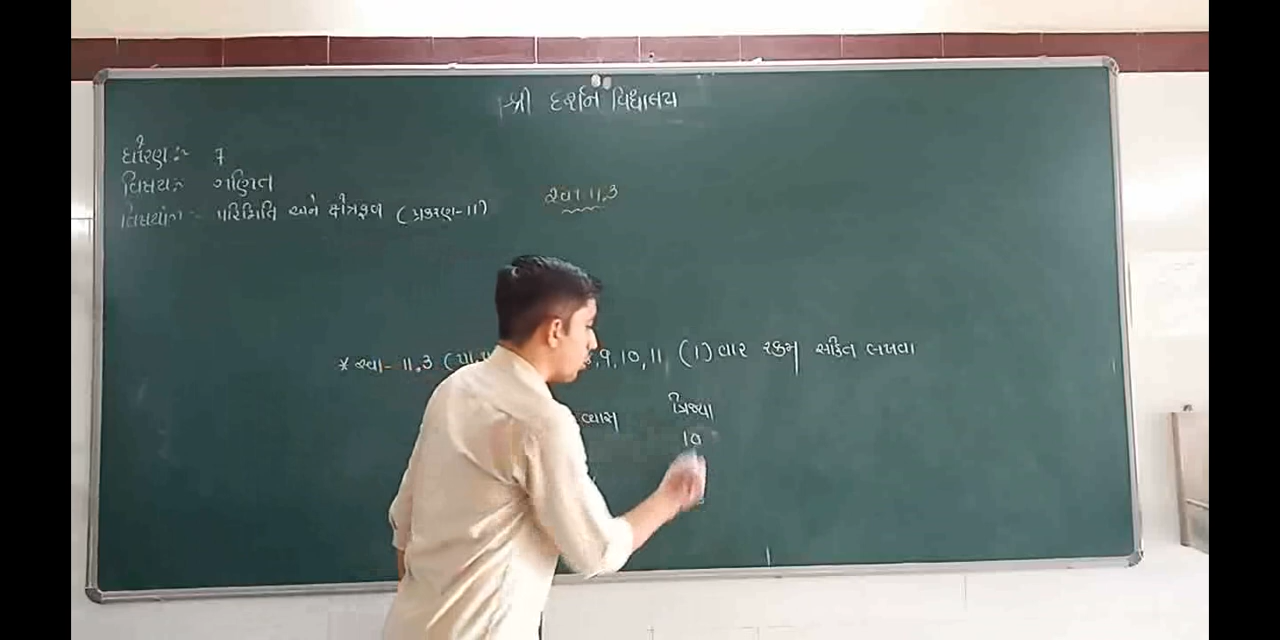 શ્રી દર્શન વિદ્યાલય
ધોરણ :- 7
વિષય :- ગણિત
વિષયાંગ :- પરિમિતિ અને ક્ષેત્રફળ (પ્રકરણ-11)
સ્વા 11.3
* સ્વા- 11.3 ( 9, 10, 11 (1) વાર રકમ સહિત લખવા
વ્યાસ ત્રિજ્યા
10